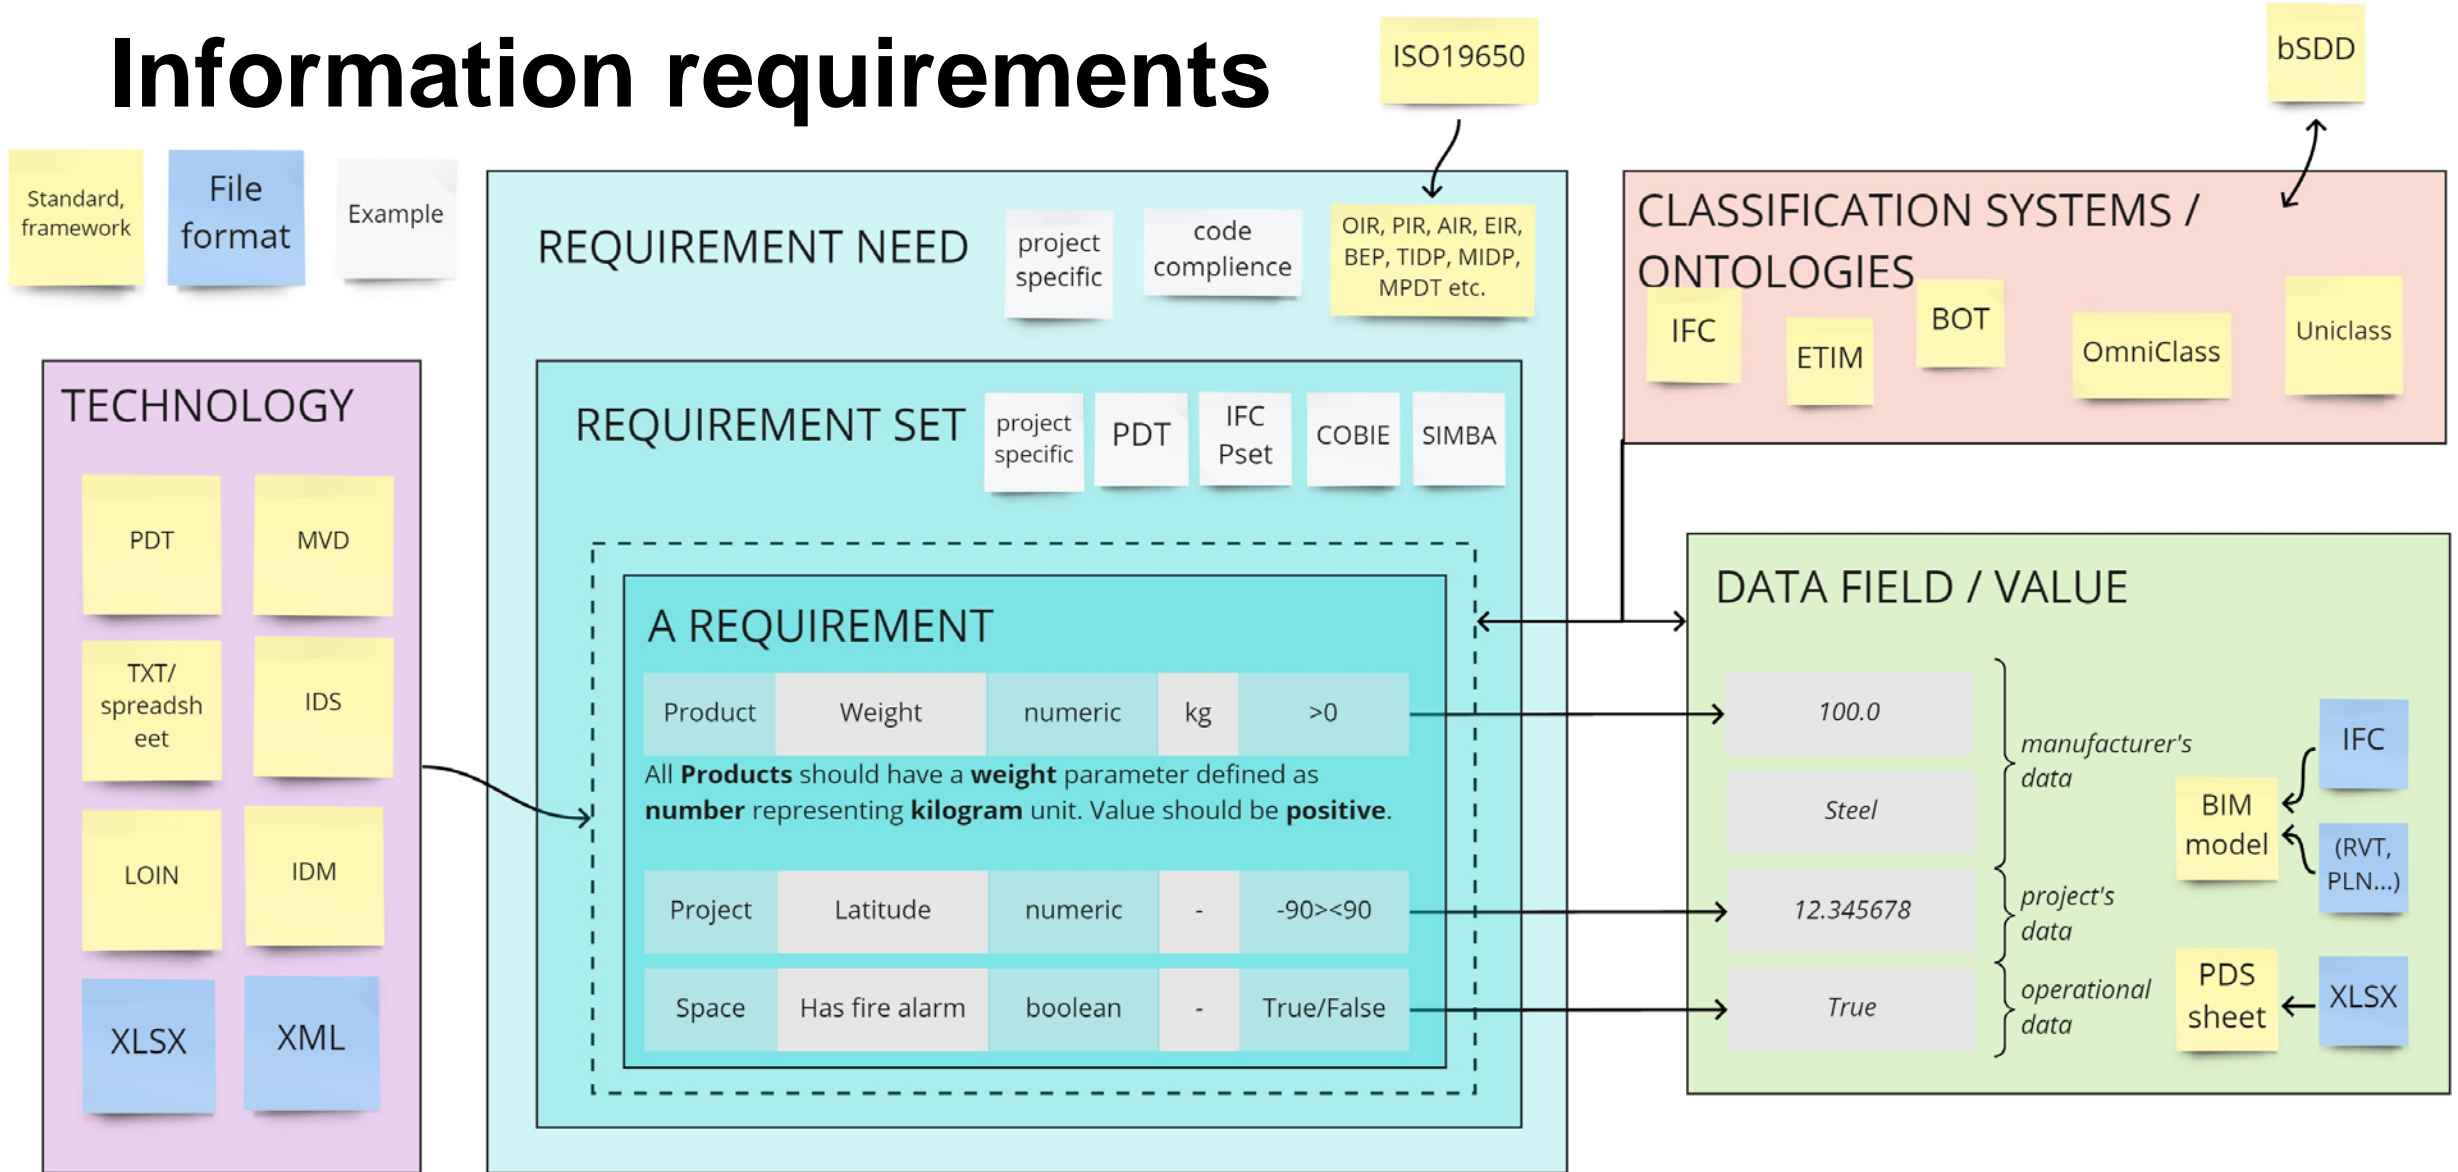 Information requirements
ISO19650
bSDD
Standard,
framework
File
format
Example
REQUIREMENT NEED
project
specific
code
complience
OIR, PIR, AIR, EIR,
BEP, TIDP, MIDP,
MPDT etc.
CLASSIFICATION SYSTEMS /
ONTOLOGIES
IFC
ETIM
BOT
OmniClass
Uniclass
TECHNOLOGY
PDT
MVD
TXT/
spreadsh
eet
IDS
LOIN
IDM
XLSX
XML
REQUIREMENT SET
project
specific
PDT
IFC
Pset
COBIE
SIMBA
A REQUIREMENT
Product Weight numeric kg >0
All Products should have a weight parameter defined as
number representing kilogram unit. Value should be positive.
Project Latitude numeric - -90><90
Space Has fire alarm boolean - True/False
DATA FIELD / VALUE
100.0
Steel
12.345678
True
manufacturer's
data
project's
data
operational
data
BIM
model
IFC
(RVT,
PLN...)
PDS
sheet
XLSX